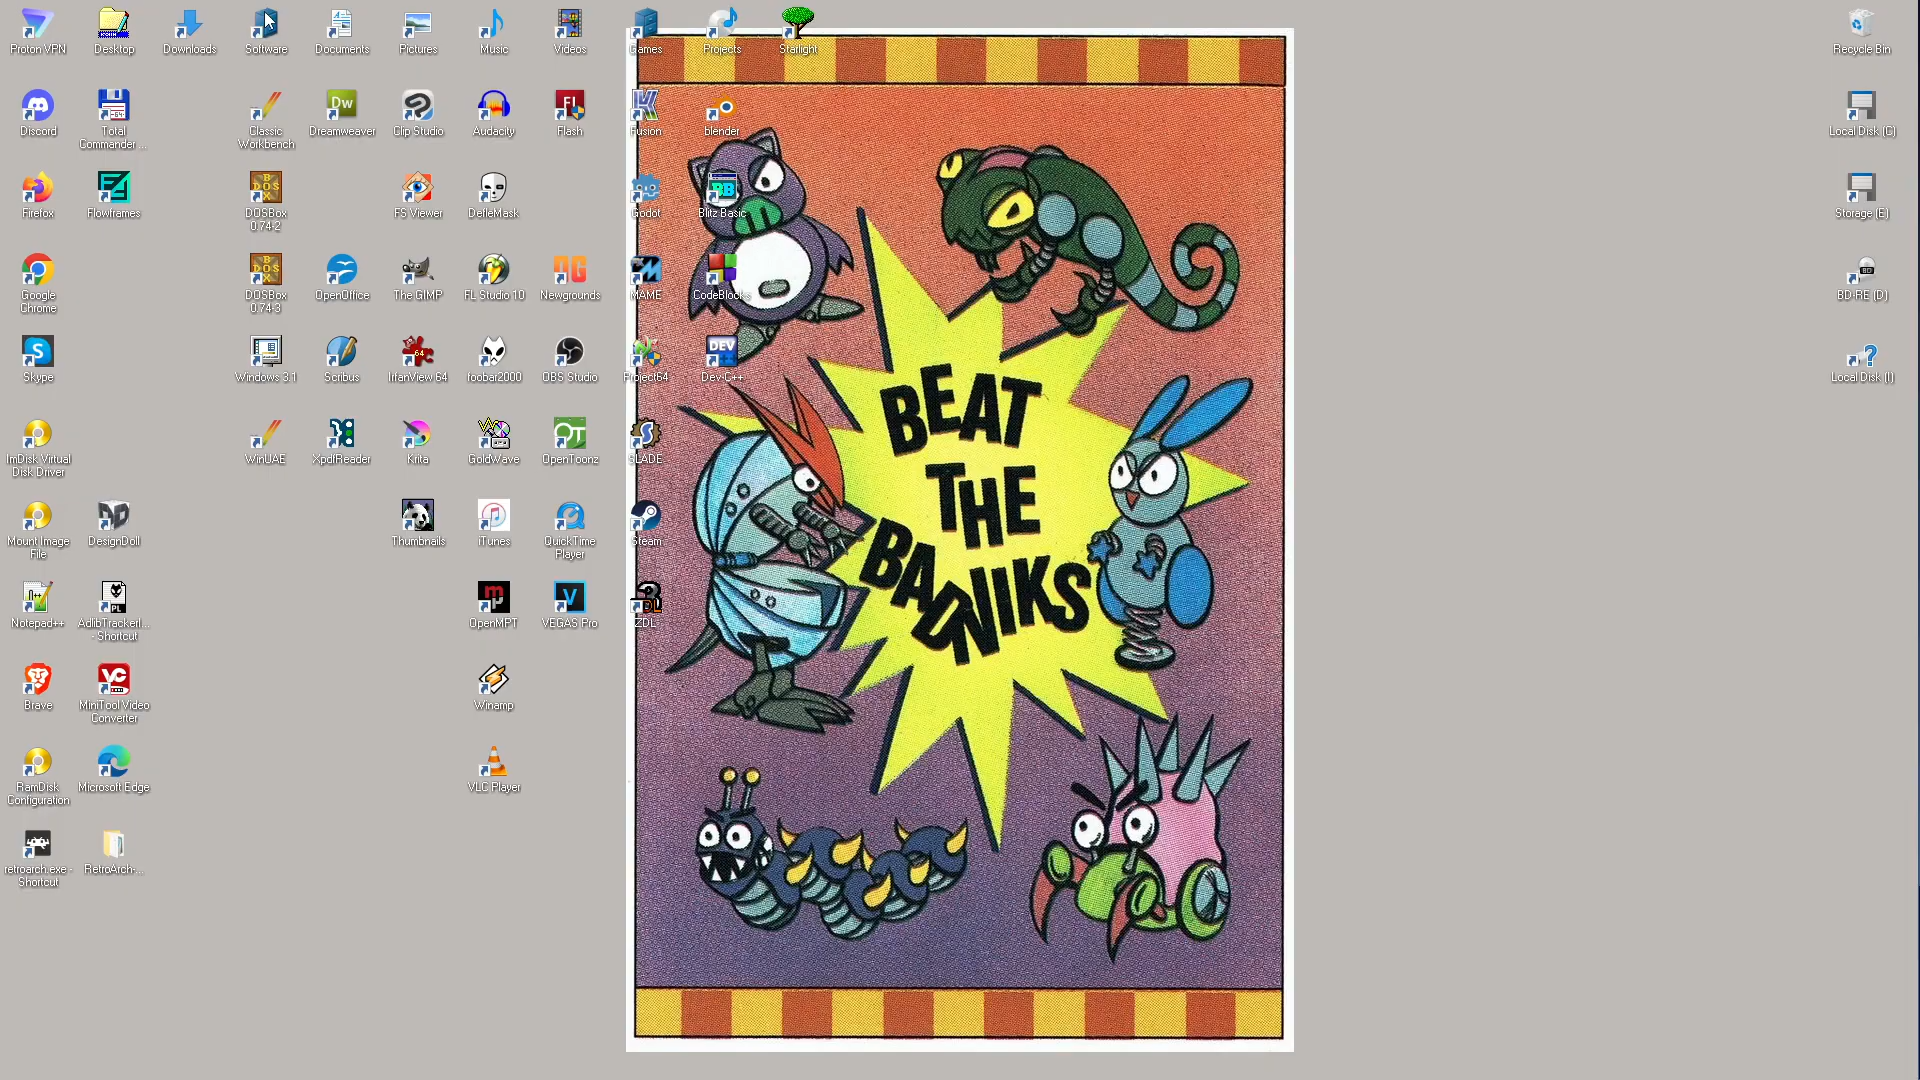 Proton VPN
Desktop
Downloads
Software
Documents
Pictures
Music
Videos
Games
Projects
Starlight
Recycle Bin
Discord
Total
Commander ...
Classic
Workbench
Dreamweaver
Clip Studio
Audacity
Flash
Fusion
blender
Local Disk (C)
Firefox
Flowframes
DOSBox
0.74-2
FS Viewer
DefleMask
Godot
Blitz Basic
Storage (E)
Google
Chrome
DOSBox
0.74-3
OpenOffice
The GIMP
FL Studio 10
Newgrounds
MAME
CodeBlocks
BD-RE (D)
Skype
Windows 3.1
Scribus
IrfanView 64
foobar2000
OBS Studio
Project64
Dev-C++
Local Disk (I)
ImDisk Virtual
Disk Driver
WinUAE
XpdfReader
Krita
GoldWave
OpenToonz
SLADE
Mount Image
File
DesignDoll
Thumbnails
iTunes
QuickTime
Player
Steam
Notepad++
AdlibTrackerI...
- Shortcut
OpenMPT
VEGAS Pro
ZDL
Brave
MiniTool Video
Converter
Winamp
RamDisk
Configuration
Microsoft Edge
VLC Player
retroarch.exe -
Shortcut
RetroArch-...
BEAT
THE
BADNIKS